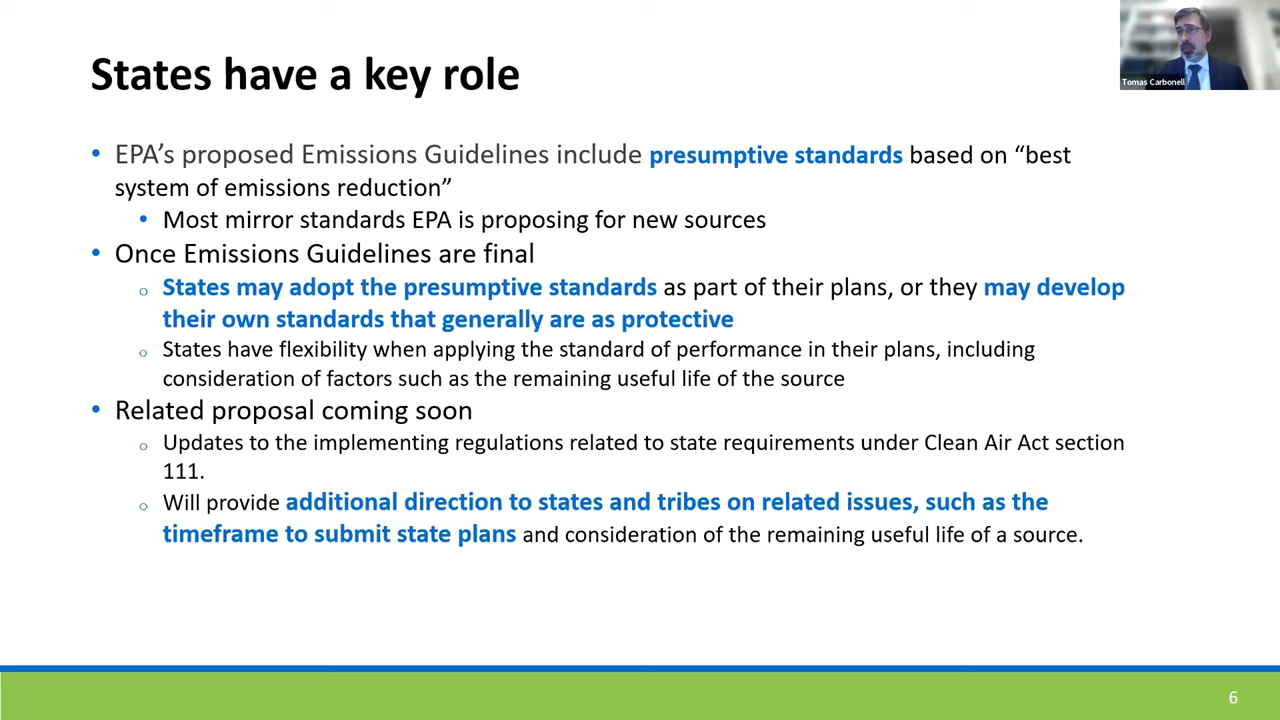 States have a key role
Tomas Carbonell
• EPA’s proposed Emissions Guidelines include presumptive standards based on “best
system of emissions reduction”
• Most mirror standards EPA is proposing for new sources
• Once Emissions Guidelines are final
o States may adopt the presumptive standards as part of their plans, or they may develop
their own standards that generally are as protective
o States have flexibility when applying the standard of performance in their plans, including
consideration of factors such as the remaining useful life of the source
• Related proposal coming soon
o Updates to the implementing regulations related to state requirements under Clean Air Act section
111.
o Will provide additional direction to states and tribes on related issues, such as the
timeframe to submit state plans and consideration of the remaining useful life of a source.
6